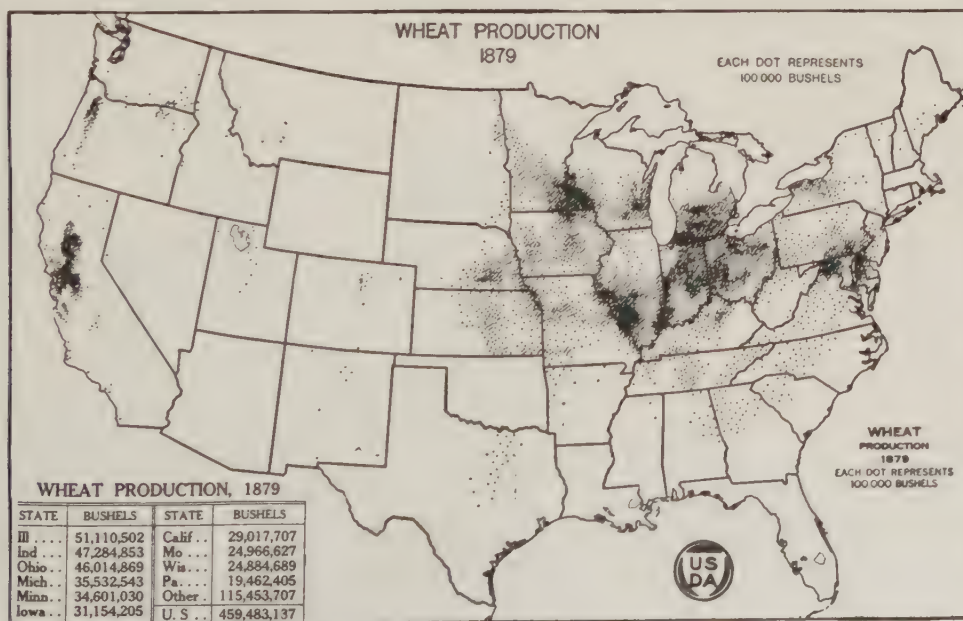 WHEAT PRODUCTION
1879
EACH DOT REPRESENTS
100 000 BUSHELS
WHEAT
PRODUCTION
1879
EACH DOT REPRESENTS
100 000 BUSHELS
WHEAT PRODUCTION, 1879
STATE BUSHELS STATE BUSHELS
Ill .... 51,110,502 Calif .. 29,017,707
Ind ... 47,284,853 Mo ... 24,966,627
Ohio .. 46,014,869 Wis ... 24,884,689
Mich .. 35,532,543 Pa .... 19,462,405
Minn .. 34,601,030 Other . 115,453,707
Iowa .. 31,154,205 U. S .. 459,483,137
US
DA